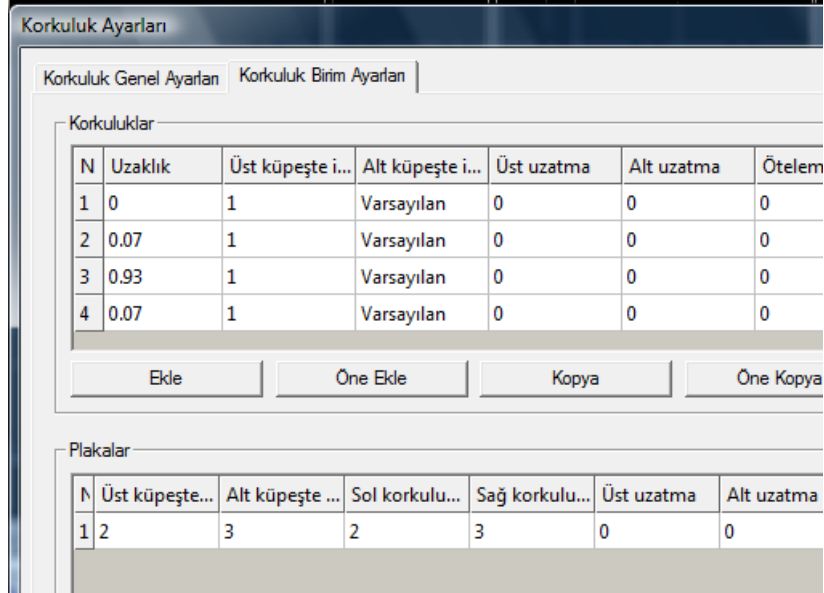 Korkuluk Ayarları
Korkuluk Genel Ayarları Korkuluk Birim Ayarları
Korkuluklar
N Uzaklık Üst küpeşte i... Alt küpeşte i... Üst uzatma Alt uzatma Ötelem
1 0 1 Varsayılan 0 0 0
2 0.07 1 Varsayılan 0 0 0
3 0.93 1 Varsayılan 0 0 0
4 0.07 1 Varsayılan 0 0 0
Ekle Öne Ekle Kopya Öne Kopya
Plakalar
N Üst küpeşte... Alt küpeşte ... Sol korkulu... Sağ korkulu... Üst uzatma Alt uzatma
1 2 3 2 3 0 0